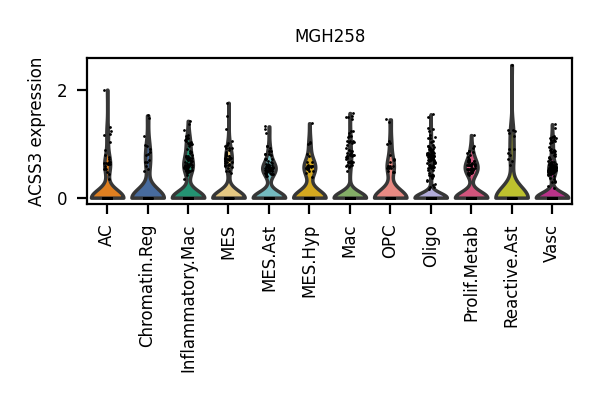 MGH258
ACSS3 expression
2
0
AC
Chromatin.Reg
Inflammatory.Mac
MES
MES.Ast
MES.Hyp
Mac
OPC
Oligo
Prolif.Metab
Reactive.Ast
Vasc